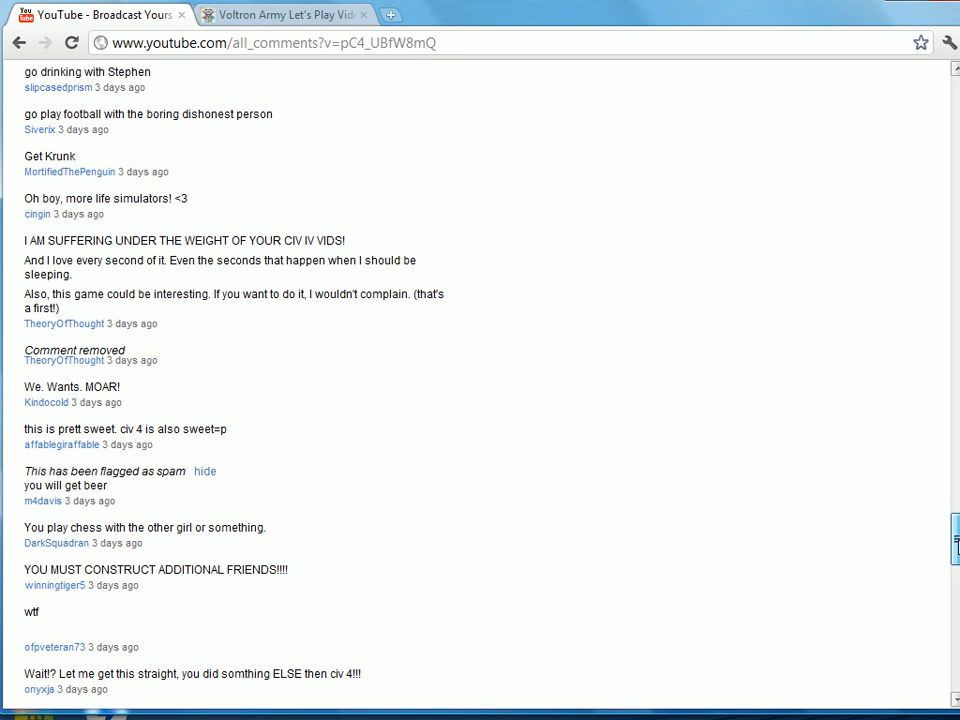 YouTube - Broadcast Yours
Voltron Army Let's Play Vid
www.youtube.com/all_comments?v=pC4_UBfW8mQ
go drinking with Stephen
slipcasedprism 3 days ago
go play football with the boring dishonest person
Siverix 3 days ago
Get Krunk
MortifiedThePenguin 3 days ago
Oh boy, more life simulators! <3
cingin 3 days ago
I AM SUFFERING UNDER THE WEIGHT OF YOUR CIV IV VIDS!
And I love every second of it. Even the seconds that happen when I should be
sleeping.
Also, this game could be interesting. If you want to do it, I wouldn't complain. (that's
a first!)
TheoryOfThought 3 days ago
Comment removed
TheoryOfThought 3 days ago
We. Wants. MOAR!
Kindocold 3 days ago
this is prett sweet. civ 4 is also sweet=p
affablegiraffable 3 days ago
This has been flagged as spam hide
you will get beer
m4davis 3 days ago
You play chess with the other girl or something.
DarkSquadran 3 days ago
YOU MUST CONSTRUCT ADDITIONAL FRIENDS!!!!
winningtiger5 3 days ago
wtf
ofpveteran73 3 days ago
Wait!? Let me get this straight, you did somthing ELSE then civ 4!!!
onyxja 3 days ago